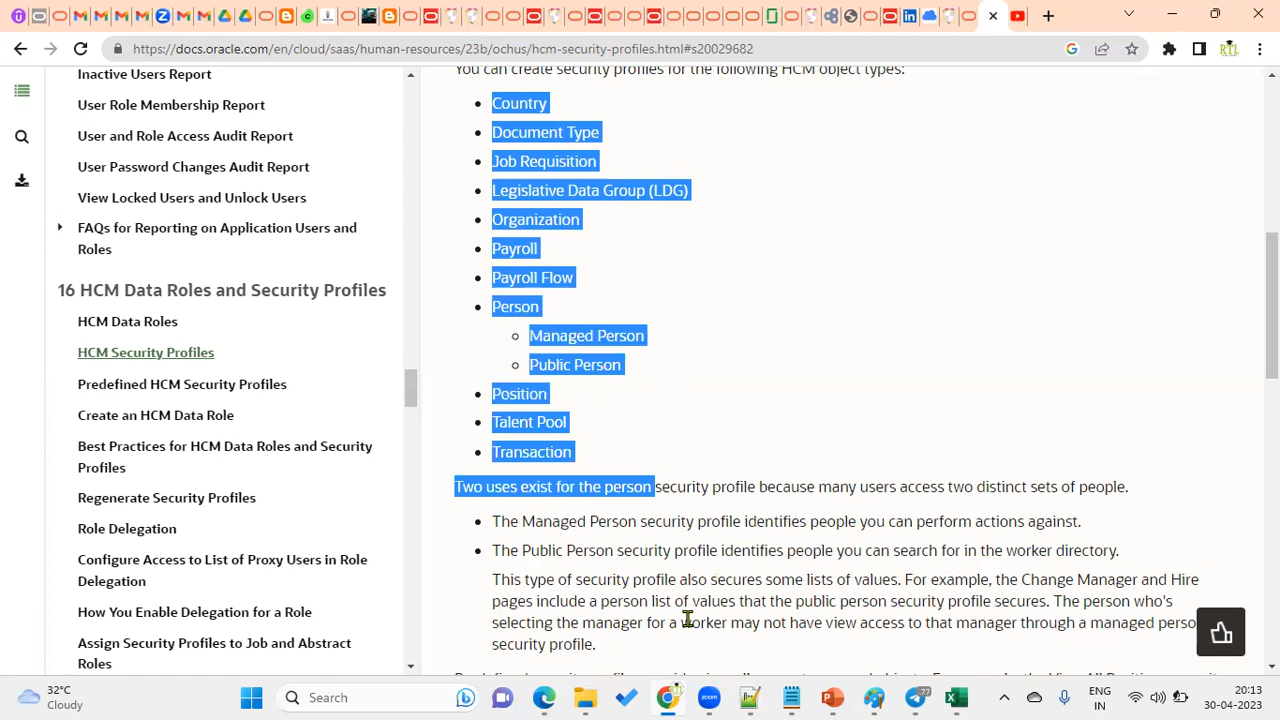 https://docs.oracle.com/en/cloud/saas/human-resources/23b/ochus/hcm-security-profiles.html#s20029682
Inactive Users Report
User Role Membership Report
User and Role Access Audit Report
User Password Changes Audit Report
View Locked Users and Unlock Users
FAQs for Reporting on Application Users and
Roles
16 HCM Data Roles and Security Profiles
HCM Data Roles
HCM Security Profiles
Predefined HCM Security Profiles
Create an HCM Data Role
Best Practices for HCM Data Roles and Security
Profiles
Regenerate Security Profiles
Role Delegation
Configure Access to List of Proxy Users in Role
Delegation
How You Enable Delegation for a Role
Assign Security Profiles to Job and Abstract
Roles
You can create security profiles for the following HCM object types:
Country
Document Type
Job Requisition
Legislative Data Group (LDG)
Organization
Payroll
Payroll Flow
Person
Managed Person
Public Person
Position
Talent Pool
Transaction
Two uses exist for the person security profile because many users access two distinct sets of people.
The Managed Person security profile identifies people you can perform actions against.
The Public Person security profile identifies people you can search for in the worker directory.
This type of security profile also secures some lists of values. For example, the Change Manager and Hire
pages include a person list of values that the public person security profile secures. The person who's
selecting the manager for a worker may not have view access to that manager through a managed perso
security profile.
32°C
Cloudy
Search
zoom
77
ENG
IN
20:13
30-04-2023